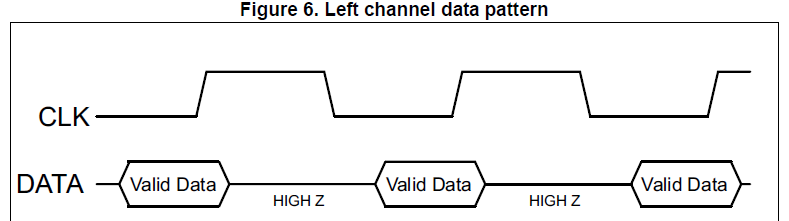 Figure 6. Left channel data pattern
CLK
DATA Valid Data HIGH Z Valid Data HIGH Z Valid Data